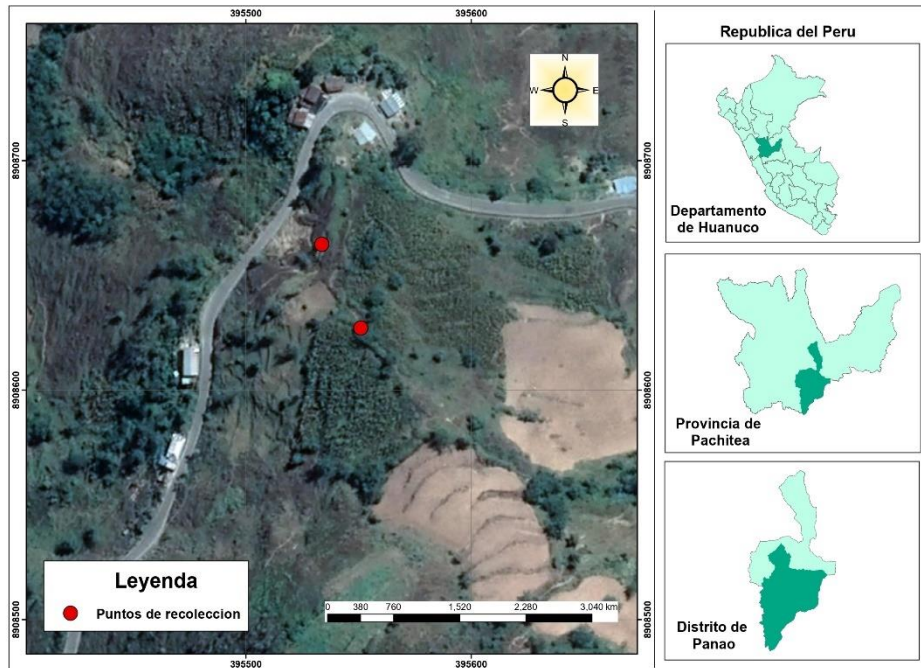 395500
395600
8908700
8908600
8908500
N
W
E
S
8908700
8908600
8908500
Leyenda
Puntos de recoleccion
0 380 760 1,520 2,280 3,040 km
395500
395600
Republica del Peru
Departamento
de Huanuco
Provincia de
Pachitea
Distrito de
Panao